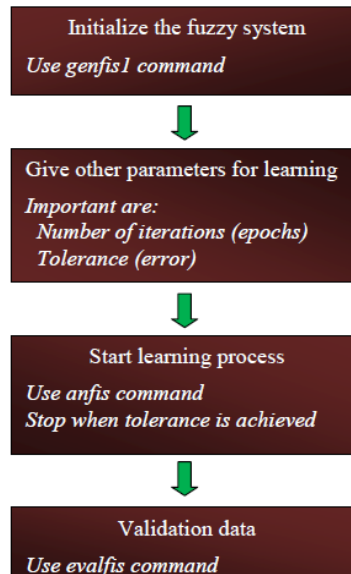 Initialize the fuzzy system
Use genfis1 command
Give other parameters for learning
Important are:
Number of iterations (epochs)
Tolerance (error)
Start learning process
Use anfis command
Stop when tolerance is achieved
Validation data
Use evalfis command